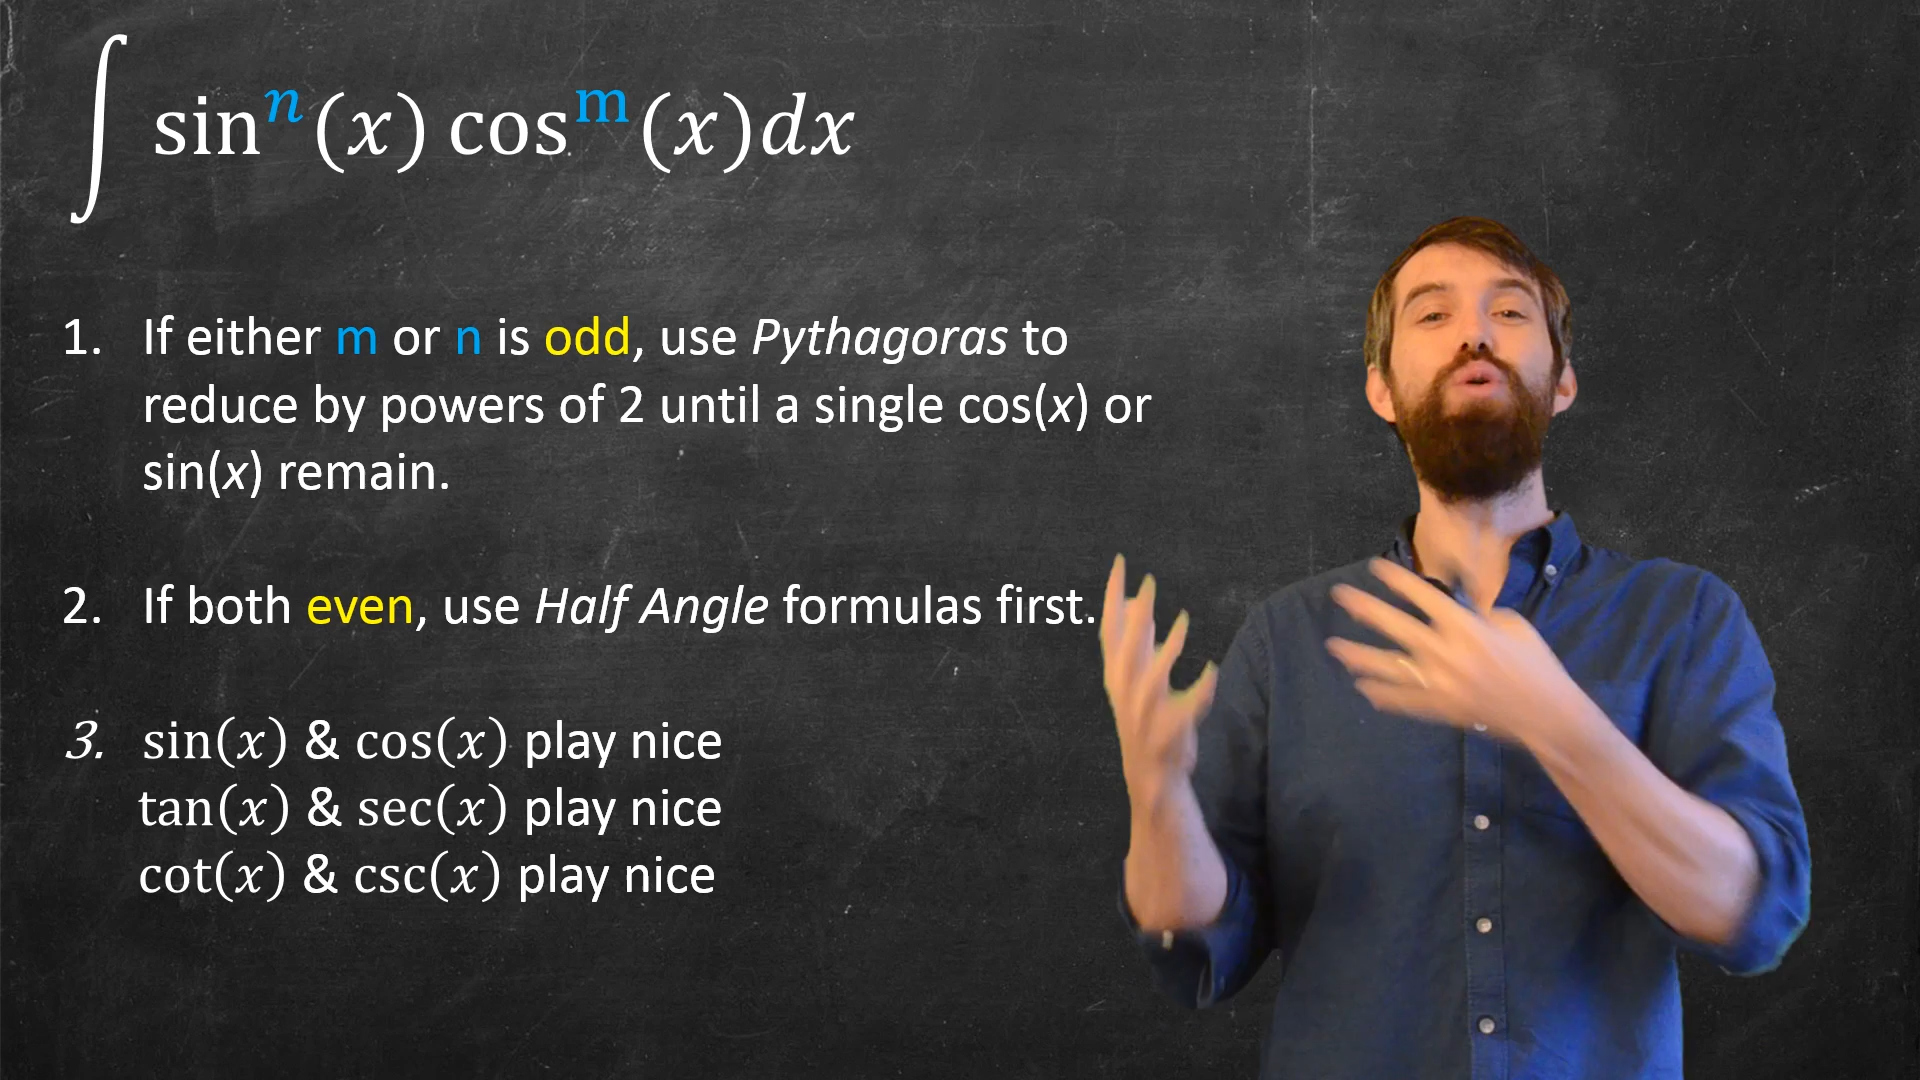 ∫ sinⁿ(x) cosᵐ(x)dx
1. If either m or n is odd, use Pythagoras to
reduce by powers of 2 until a single cos(x) or
sin(x) remain.
2. If both even, use Half Angle formulas first.
3. sin(x) & cos(x) play nice
tan(x) & sec(x) play nice
cot(x) & csc(x) play nice